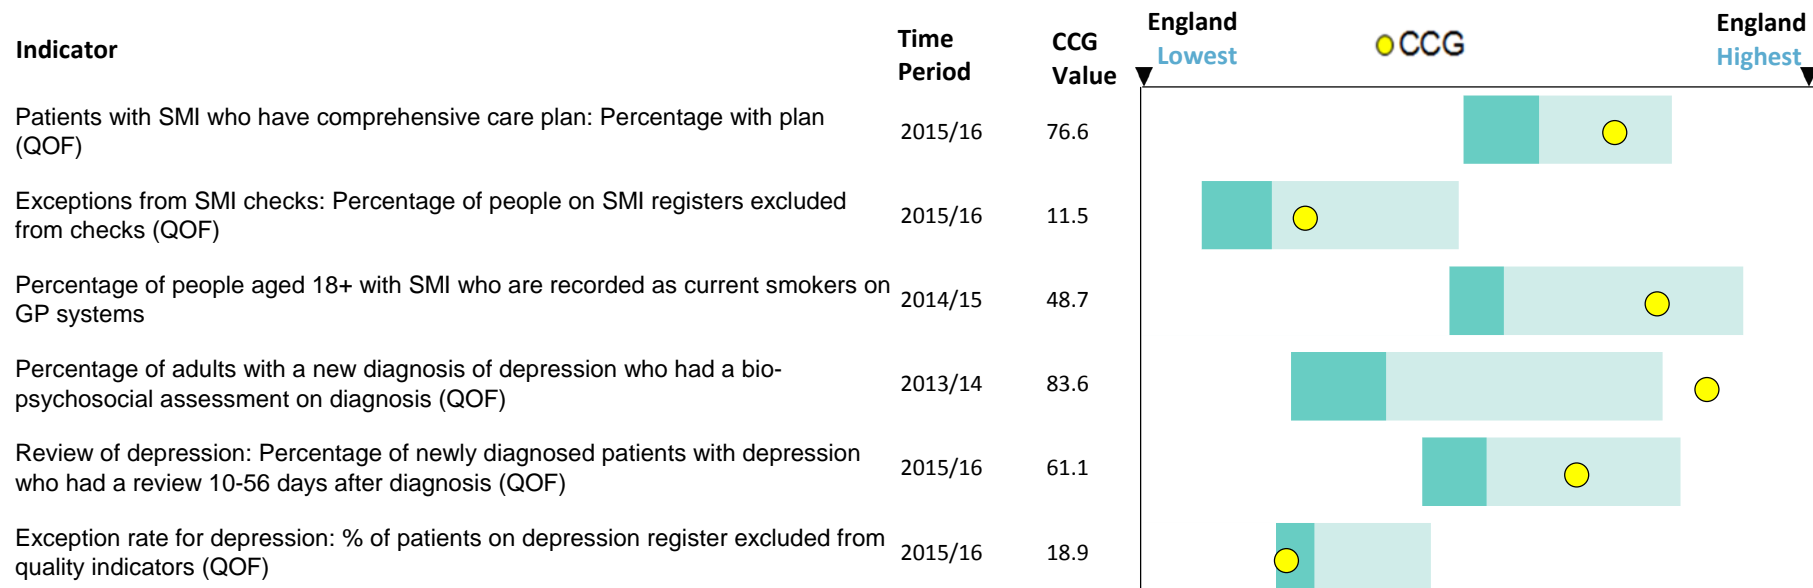 Indicator
Time
Period
CCG
Value
England
Lowest
CCG
England
Highest
Patients with SMI who have comprehensive care plan: Percentage with plan
(QOF)
2015/16
76.6
Exceptions from SMI checks: Percentage of people on SMI registers excluded
from checks (QOF)
2015/16
11.5
Percentage of people aged 18+ with SMI who are recorded as current smokers on
GP systems
2014/15
48.7
Percentage of adults with a new diagnosis of depression who had a bio-
psychosocial assessment on diagnosis (QOF)
2013/14
83.6
Review of depression: Percentage of newly diagnosed patients with depression
who had a review 10-56 days after diagnosis (QOF)
2015/16
61.1
Exception rate for depression: % of patients on depression register excluded from
quality indicators (QOF)
2015/16
18.9